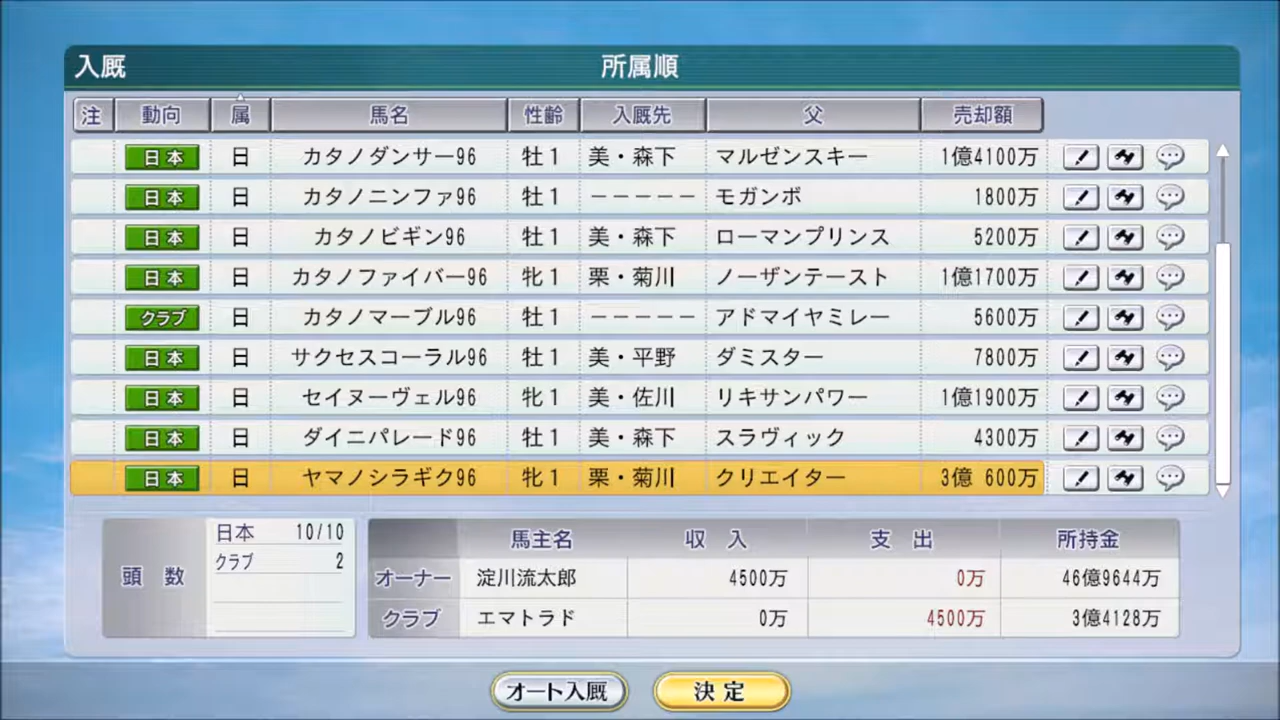 入厩 所属順
注 動向 属 馬名 性齢 入厩先 父 売却額
日本 日 カタノダンサー96 牡1 美・森下 マルゼンスキー 1億4100万
日本 日 カタノニンファ96 牡1 ----- モガンボ 1800万
日本 日 カタノビギン96 牡1 美・森下 ローマンプリンス 5200万
日本 日 カタノファイバー96 牝1 栗・菊川 ノーザンテースト 1億1700万
クラブ 日 カタノマーブル96 牡1 ----- アドマイヤミレー 5600万
日本 日 サクセスコーラル96 牡1 美・平野 ダミスター 7800万
日本 日 セイヌーヴェル96 牝1 美・佐川 リキサンパワー 1億1900万
日本 日 ダイニパレード96 牡1 美・森下 スラヴィック 4300万
日本 日 ヤマノシラギク96 牝1 栗・菊川 クリエイター 3億 600万
頭数 日本 10/10
クラブ 2
馬主名 収入 支出 所持金
オーナー 淀川流太郎 4500万 0万 46億9644万
クラブ エマトラド 0万 4500万 3億4128万
オート入厩 決定